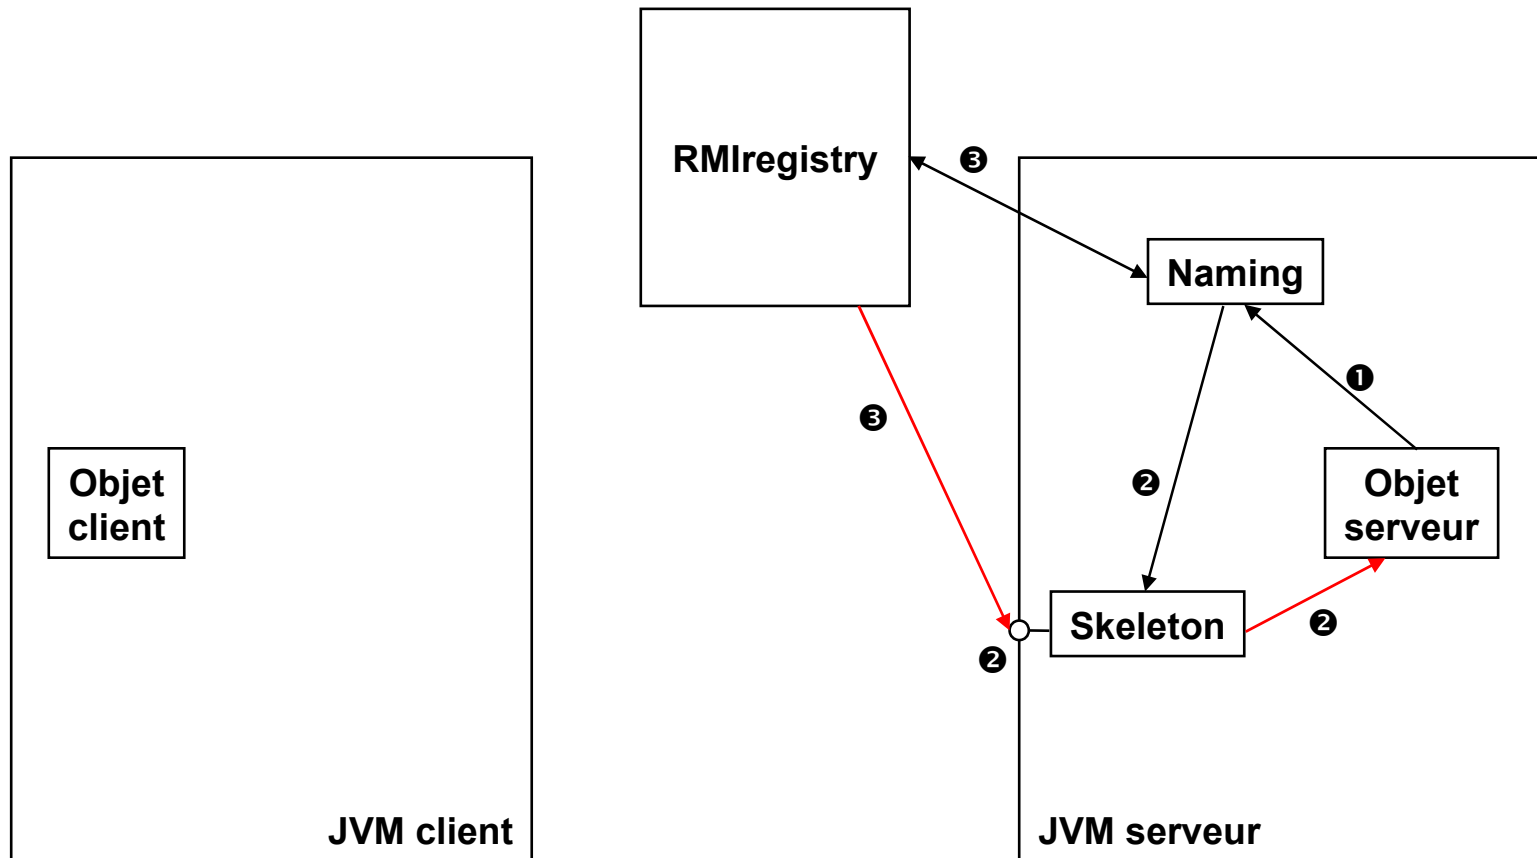 RMIregistry
❸
Naming
❶
❸
Objet
client
❷
Objet
serveur
Skeleton
❷
❷
JVM client
JVM serveur